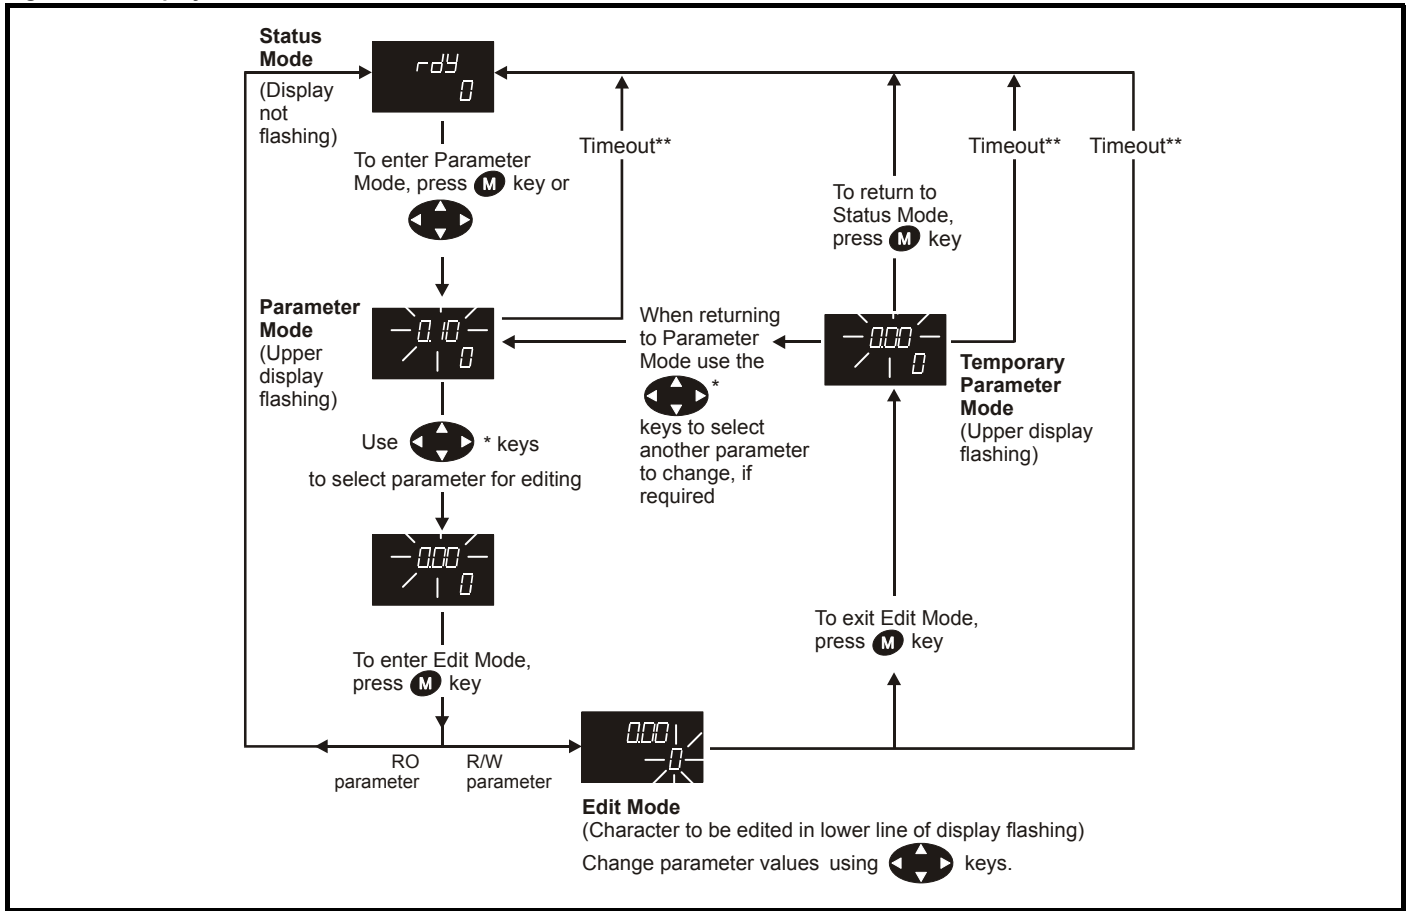 Status
Mode
(Display
not
flashing)
rdY
0
Timeout**
Timeout**
Timeout**
To enter Parameter
Mode, press M key or
To return to
Status Mode,
press M key
Parameter
Mode
(Upper
display
flashing)
0.10
0
When returning
to Parameter
Mode use the
*
keys to select
another parameter
to change, if
required
0.00
0
Temporary
Parameter
Mode
(Upper display
flashing)
Use * keys
to select parameter for editing
0.00
0
To exit Edit Mode,
press M key
To enter Edit Mode,
press M key
RO
parameter
R/W
parameter
0.00
0
Edit Mode
(Character to be edited in lower line of display flashing)
Change parameter values using keys.